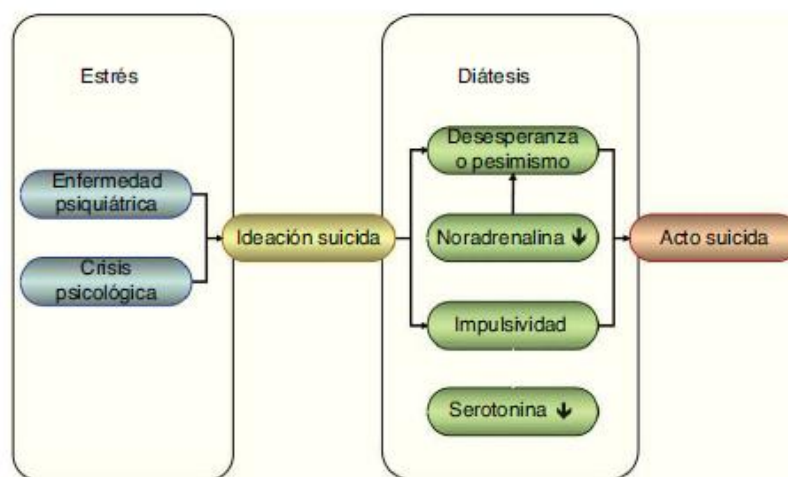 Estrés
Diátesis
Enfermedad
psiquiátrica
Crisis
psicológica
Ideación suicida
Desesperanza
o pesimismo
Noradrenalina ↓
Impulsividad
Serotonina ↓
Acto suicida